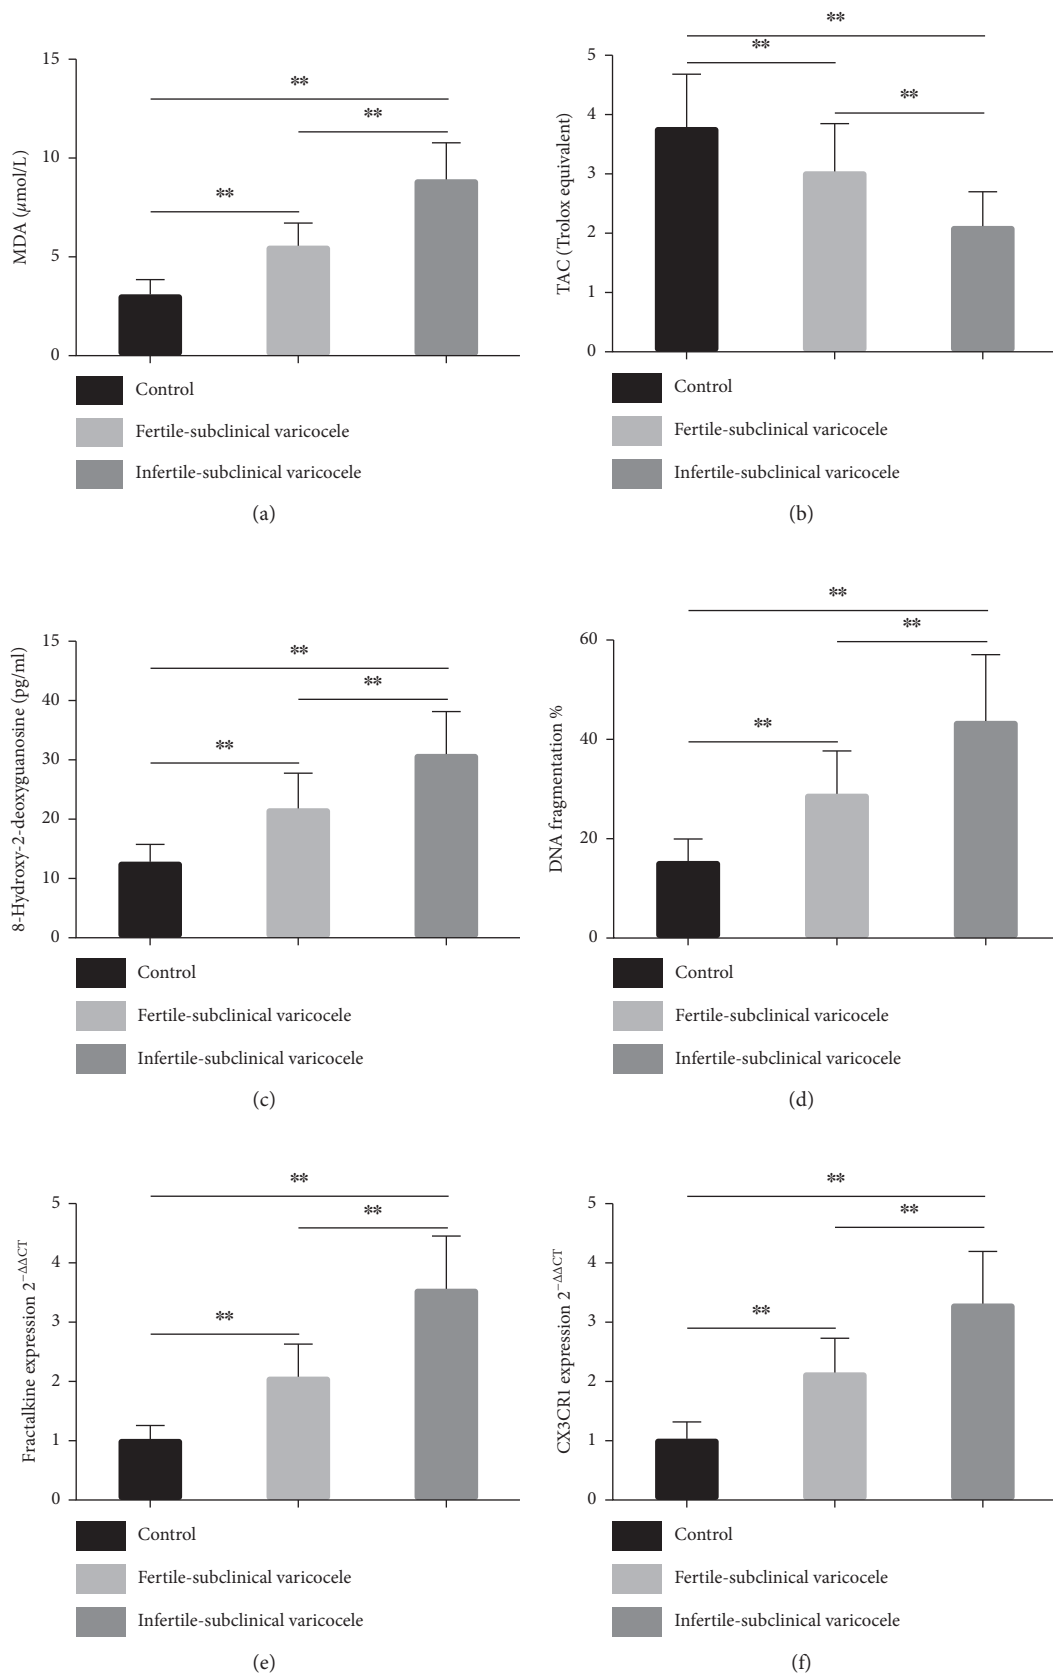 15
10
5
0
MDA (µmol/L)
**
**
**
Control
Fertile-subclinical varicocele
Infertile-subclinical varicocele
(a)
5
4
3
2
1
0
TAC (Trolox equivalent)
**
**
**
Control
Fertile-subclinical varicocele
Infertile-subclinical varicocele
(b)
15
40
30
20
10
0
8-Hydroxy-2-deoxyguanosine (pg/ml)
**
**
**
Control
Fertile-subclinical varicocele
Infertile-subclinical varicocele
(c)
60
40
20
0
DNA fragmentation %
**
**
**
Control
Fertile-subclinical varicocele
Infertile-subclinical varicocele
(d)
5
4
3
2
1
0
Fractalkine expression 2⁻ΔΔCT
**
**
**
Control
Fertile-subclinical varicocele
Infertile-subclinical varicocele
(e)
5
4
3
2
1
0
CX3CR1 expression 2⁻ΔΔCT
**
**
**
Control
Fertile-subclinical varicocele
Infertile-subclinical varicocele
(f)